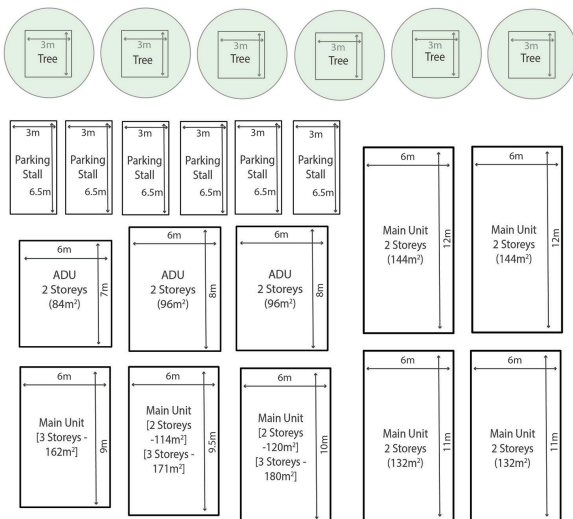 3m
Tree
3m
Tree
3m
Tree
3m
Tree
3m
Tree
3m
Tree
3m
Parking
Stall
6.5m
3m
Parking
Stall
6.5m
3m
Parking
Stall
6.5m
3m
Parking
Stall
6.5m
3m
Parking
Stall
6.5m
3m
Parking
Stall
6.5m
6m
Main Unit
2 Storeys
(144m²)
12m
6m
Main Unit
2 Storeys
(144m²)
12m
6m
ADU
2 Storeys
(84m²)
7m
6m
ADU
2 Storeys
(96m²)
8m
6m
ADU
2 Storeys
(96m²)
8m
6m
Main Unit
[3 Storeys -
162m²]
9m
6m
Main Unit
[2 Storeys
-114m²]
[3 Storeys -
171m²]
9.5m
6m
Main Unit
[2 Storeys
-120m²]
[3 Storeys -
180m²]
10m
6m
Main Unit
2 Storeys
(132m²)
11m
6m
Main Unit
2 Storeys
(132m²)
11m